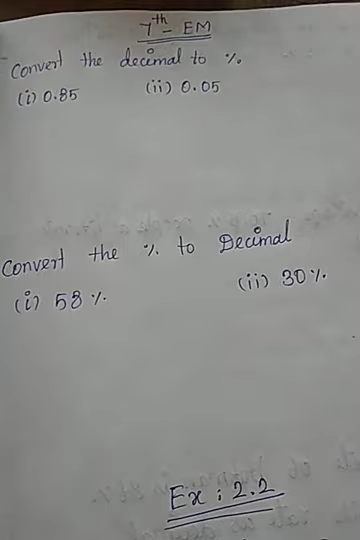 7th - EM
Convert the decimal to %
(i) 0.85 (ii) 0.05
Convert the % to Decimal
(i) 58 % (ii) 30 %
Ex : 2.2